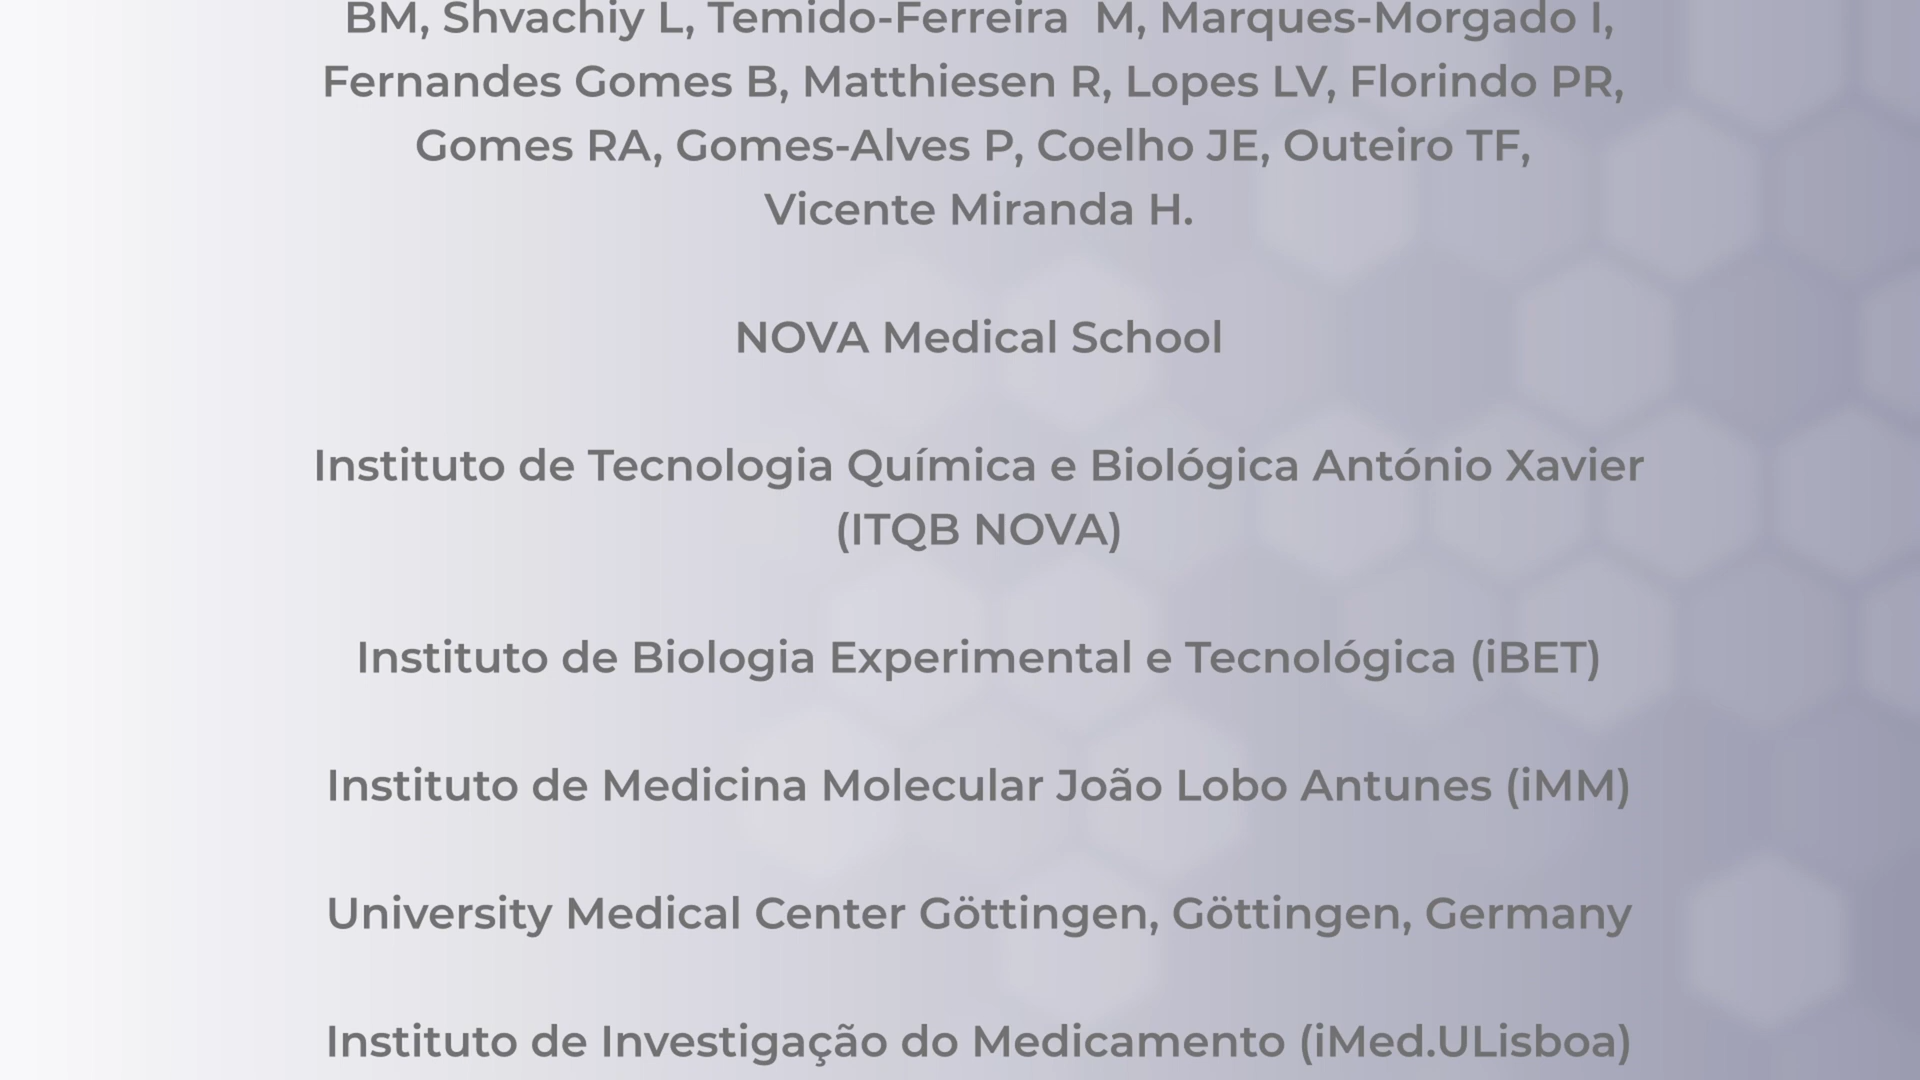 BM, Shvachiy L, Temido-Ferreira  M, Marques-Morgado I,
Fernandes Gomes B, Matthiesen R, Lopes LV, Florindo PR,
Gomes RA, Gomes-Alves P, Coelho JE, Outeiro TF,
Vicente Miranda H.
NOVA Medical School
Instituto de Tecnologia Química e Biológica António Xavier
(ITQB NOVA)
Instituto de Biologia Experimental e Tecnológica (iBET)
Instituto de Medicina Molecular João Lobo Antunes (iMM)
University Medical Center Göttingen, Göttingen, Germany
Instituto de Investigação do Medicamento (iMed.ULisboa)